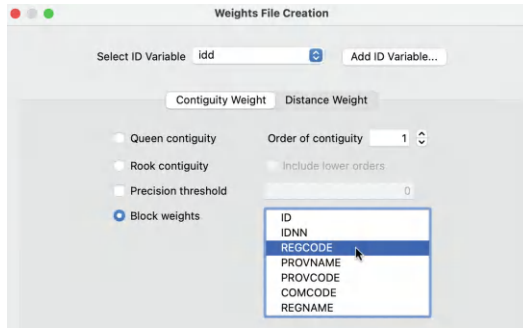 Weights File Creation
Select ID Variable idd Add ID Variable...
Contiguity Weight Distance Weight
Queen contiguity Order of contiguity 1
Rook contiguity Include lower orders
Precision threshold 0
Block weights
ID
IDNN
REGCODE
PROVNAME
PROVCODE
COMCODE
REGNAME